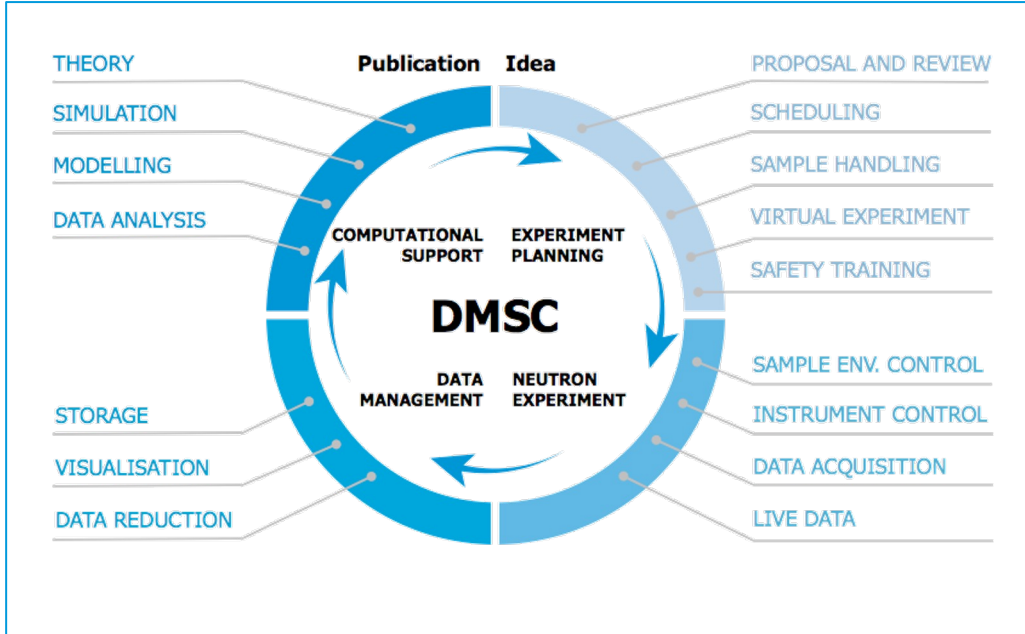 Publication Idea
THEORY
SIMULATION
MODELLING
DATA ANALYSIS
STORAGE
VISUALISATION
DATA REDUCTION
COMPUTATIONAL
SUPPORT
EXPERIMENT
PLANNING
DMSC
DATA
MANAGEMENT
NEUTRON
EXPERIMENT
PROPOSAL AND REVIEW
SCHEDULING
SAMPLE HANDLING
VIRTUAL EXPERIMENT
SAFETY TRAINING
SAMPLE ENV. CONTROL
INSTRUMENT CONTROL
DATA ACQUISITION
LIVE DATA